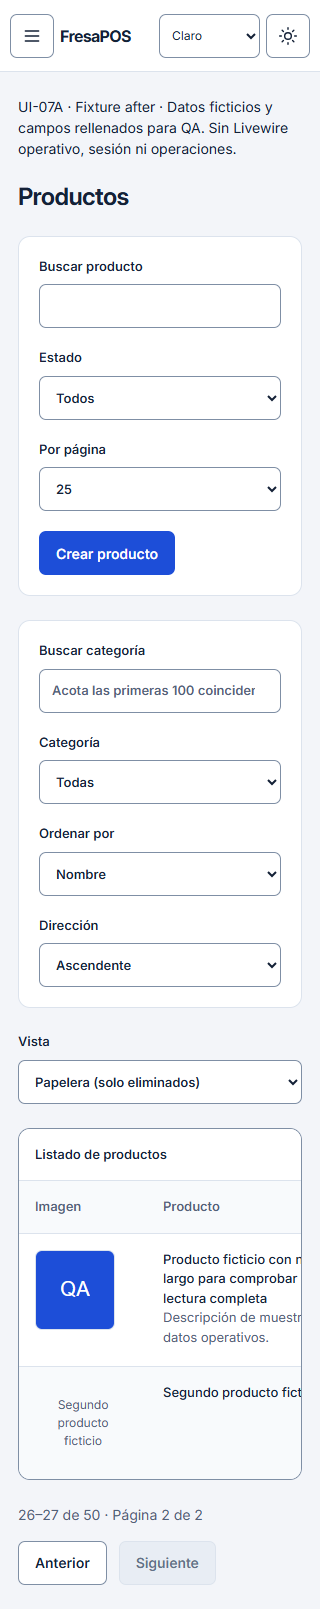 FresaPOS
Claro
UI-07A · Fixture after · Datos ficticios y
campos rellenados para QA. Sin Livewire
operativo, sesión ni operaciones.
Productos
Buscar producto
Estado
Todos
Por página
25
Crear producto
Buscar categoría
Acota las primeras 100 coinciden
Categoría
Todas
Ordenar por
Nombre
Dirección
Ascendente
Vista
Papelera (solo eliminados)
Listado de productos
Imagen Producto
QA
Producto ficticio con n
largo para comprobar
lectura completa
Descripción de muestr
datos operativos.
Segundo
producto
ficticio
Segundo producto fict
26–27 de 50 · Página 2 de 2
Anterior Siguiente